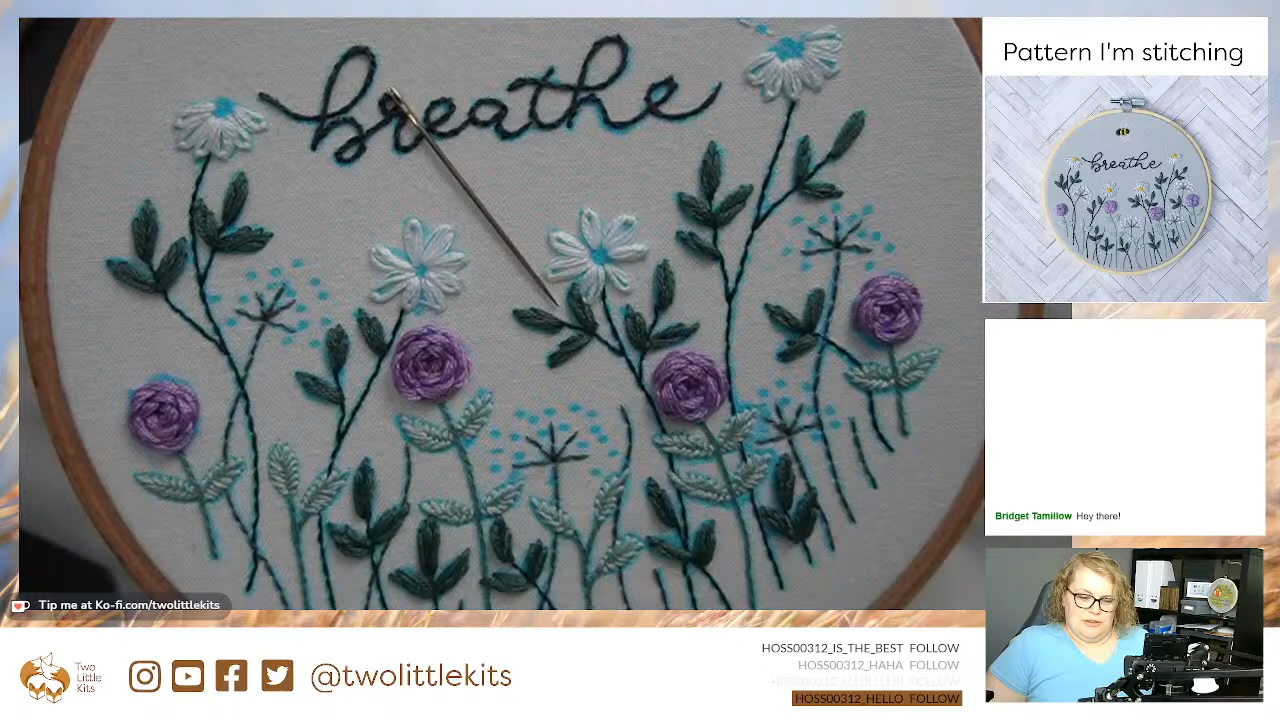 breathe
Pattern I'm stitching
breathe
Bridget Tamillow Hey there!
Tip me at Ko-fi.com/twolittlekits
Two
Little
Kits
@twolittlekits
HOSS00312_IS_THE_BEST FOLLOW
HOSS00312_HAHA FOLLOW
HOSS00312_HELLO FOLLOW